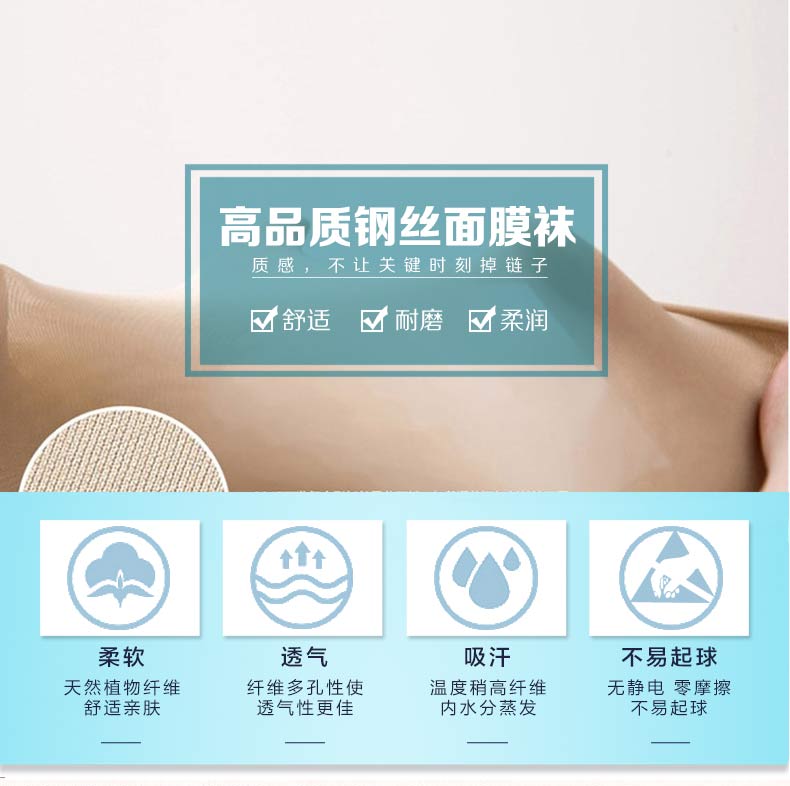 高品质钢丝面膜袜
质感，不让关键时刻掉链子
舒适 耐磨 柔润
柔软
天然植物纤维
舒适亲肤
透气
纤维多孔性使
透气性更佳
吸汗
温度稍高纤维
内水分蒸发
不易起球
无静电 零摩擦
不易起球